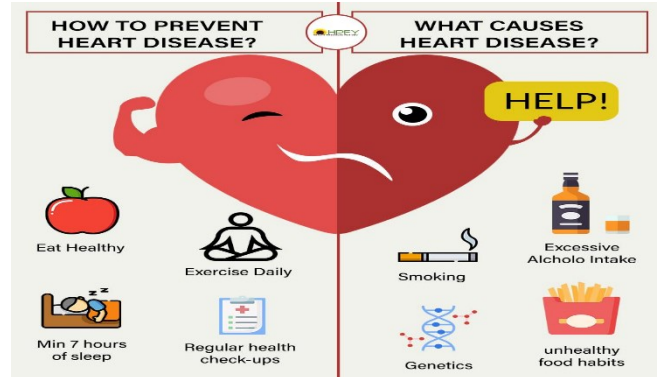 HOW TO PREVENT
HEART DISEASE?
WHAT CAUSES
HEART DISEASE?
HELP!
Eat Healthy
Exercise Daily
Min 7 hours
of sleep
Regular health
check-ups
Smoking
Excessive
Alcholo Intake
Genetics
unhealthy
food habits